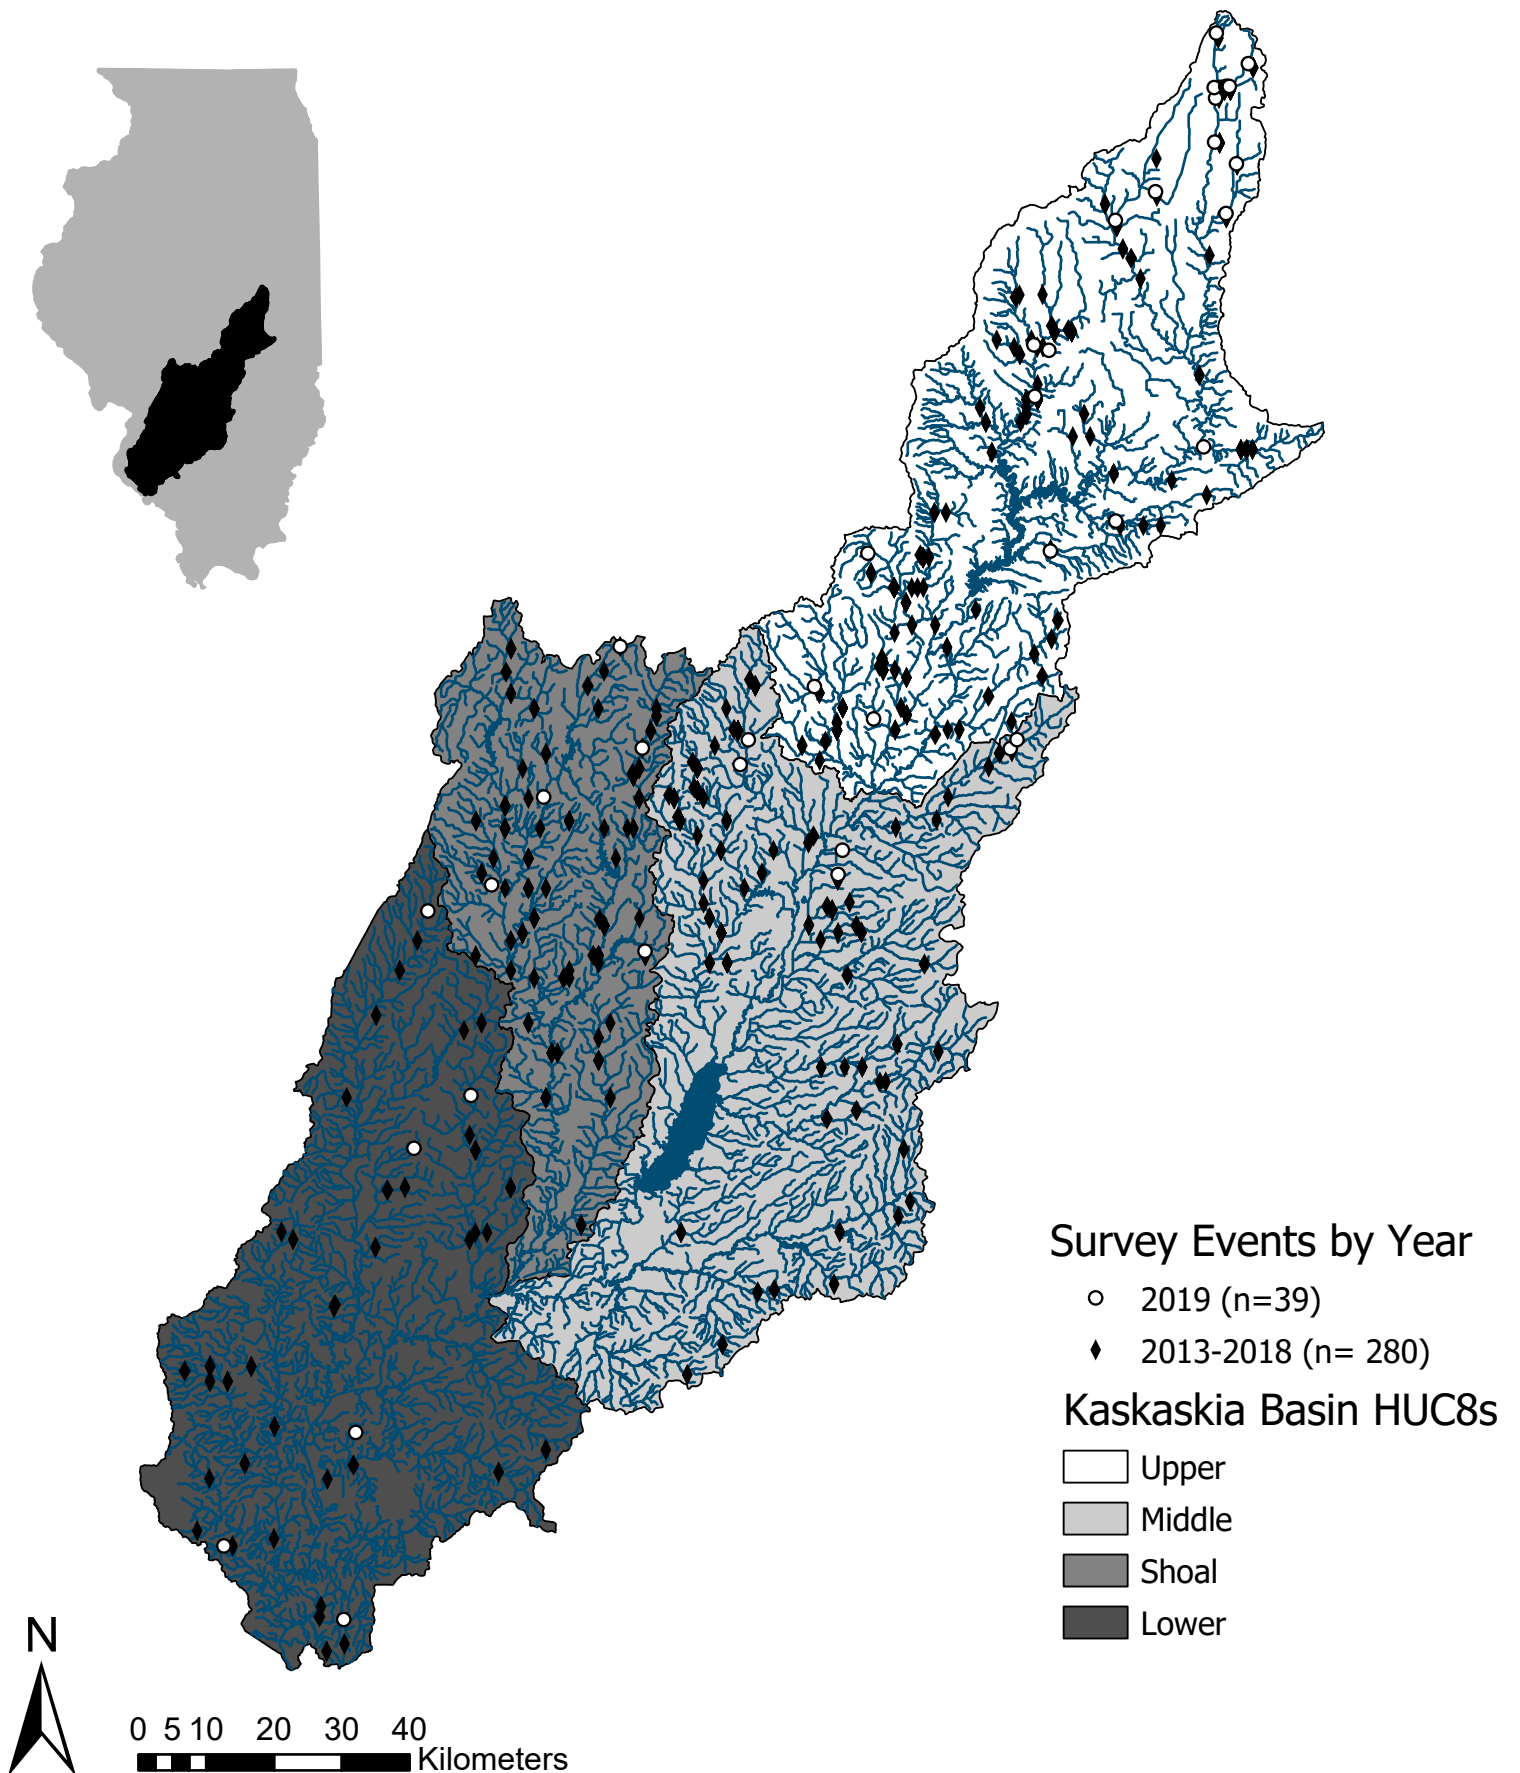 Survey Events by Year
2019 (n=39)
2013-2018 (n= 280)
Kaskaskia Basin HUC8s
Upper
Middle
Shoal
Lower
N
0 5 10 20 30 40
Kilometers